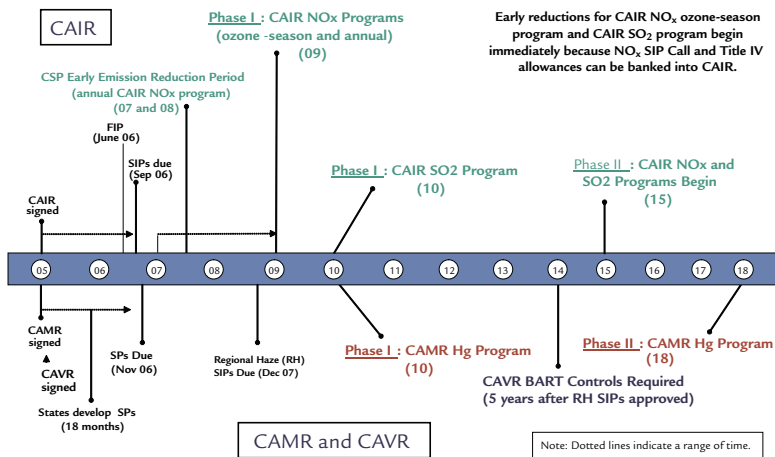 CAIR
Phase I : CAIR NOx Programs
(ozone -season and annual)
(09)
Early reductions for CAIR NOx ozone-season
program and CAIR SO2 program begin
immediately because NOx SIP Call and Title IV
allowances can be banked into CAIR.
CSP Early Emission Reduction Period
(annual CAIR NOx program)
(07 and 08)
FIP
(June 06)
SIPs due
(Sep 06)
CAIR
signed
Phase I : CAIR SO2 Program
(10)
Phase II : CAIR NOx and
SO2 Programs Begin
(15)
05 06 07 08 09 10 11 12 13 14 15 16 17 18
CAMR
signed
CAVR
signed
States develop SPs
(18 months)
SPs Due
(Nov 06)
Regional Haze (RH)
SIPs Due (Dec 07)
Phase I : CAMR Hg Program
(10)
CAVR BART Controls Required
(5 years after RH SIPs approved)
Phase II : CAMR Hg Program
(18)
CAMR and CAVR
Note: Dotted lines indicate a range of time.